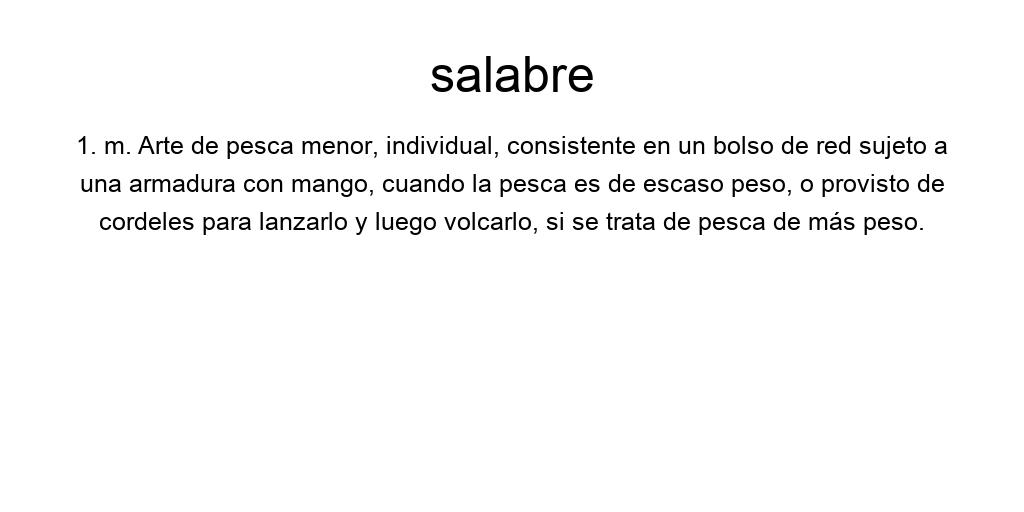 salabre
1. m. Arte de pesca menor, individual, consistente en un bolso de red sujeto a
una armadura con mango, cuando la pesca es de escaso peso, o provisto de
cordeles para lanzarlo y luego volcarlo, si se trata de pesca de más peso.